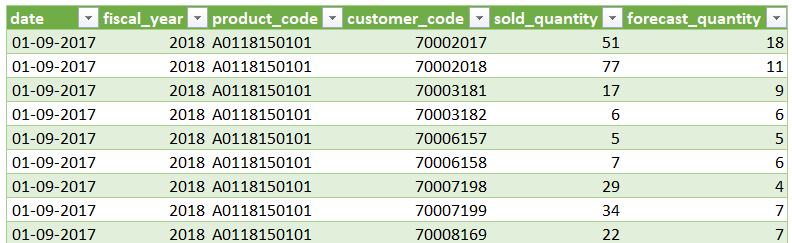 date fiscal_year product_code customer_code sold_quantity forecast_quantity
01-09-2017 2018 A0118150101 70002017 51 18
01-09-2017 2018 A0118150101 70002018 77 11
01-09-2017 2018 A0118150101 70003181 17 9
01-09-2017 2018 A0118150101 70003182 6 6
01-09-2017 2018 A0118150101 70006157 5 5
01-09-2017 2018 A0118150101 70006158 7 6
01-09-2017 2018 A0118150101 70007198 29 4
01-09-2017 2018 A0118150101 70007199 34 7
01-09-2017 2018 A0118150101 70008169 22 7